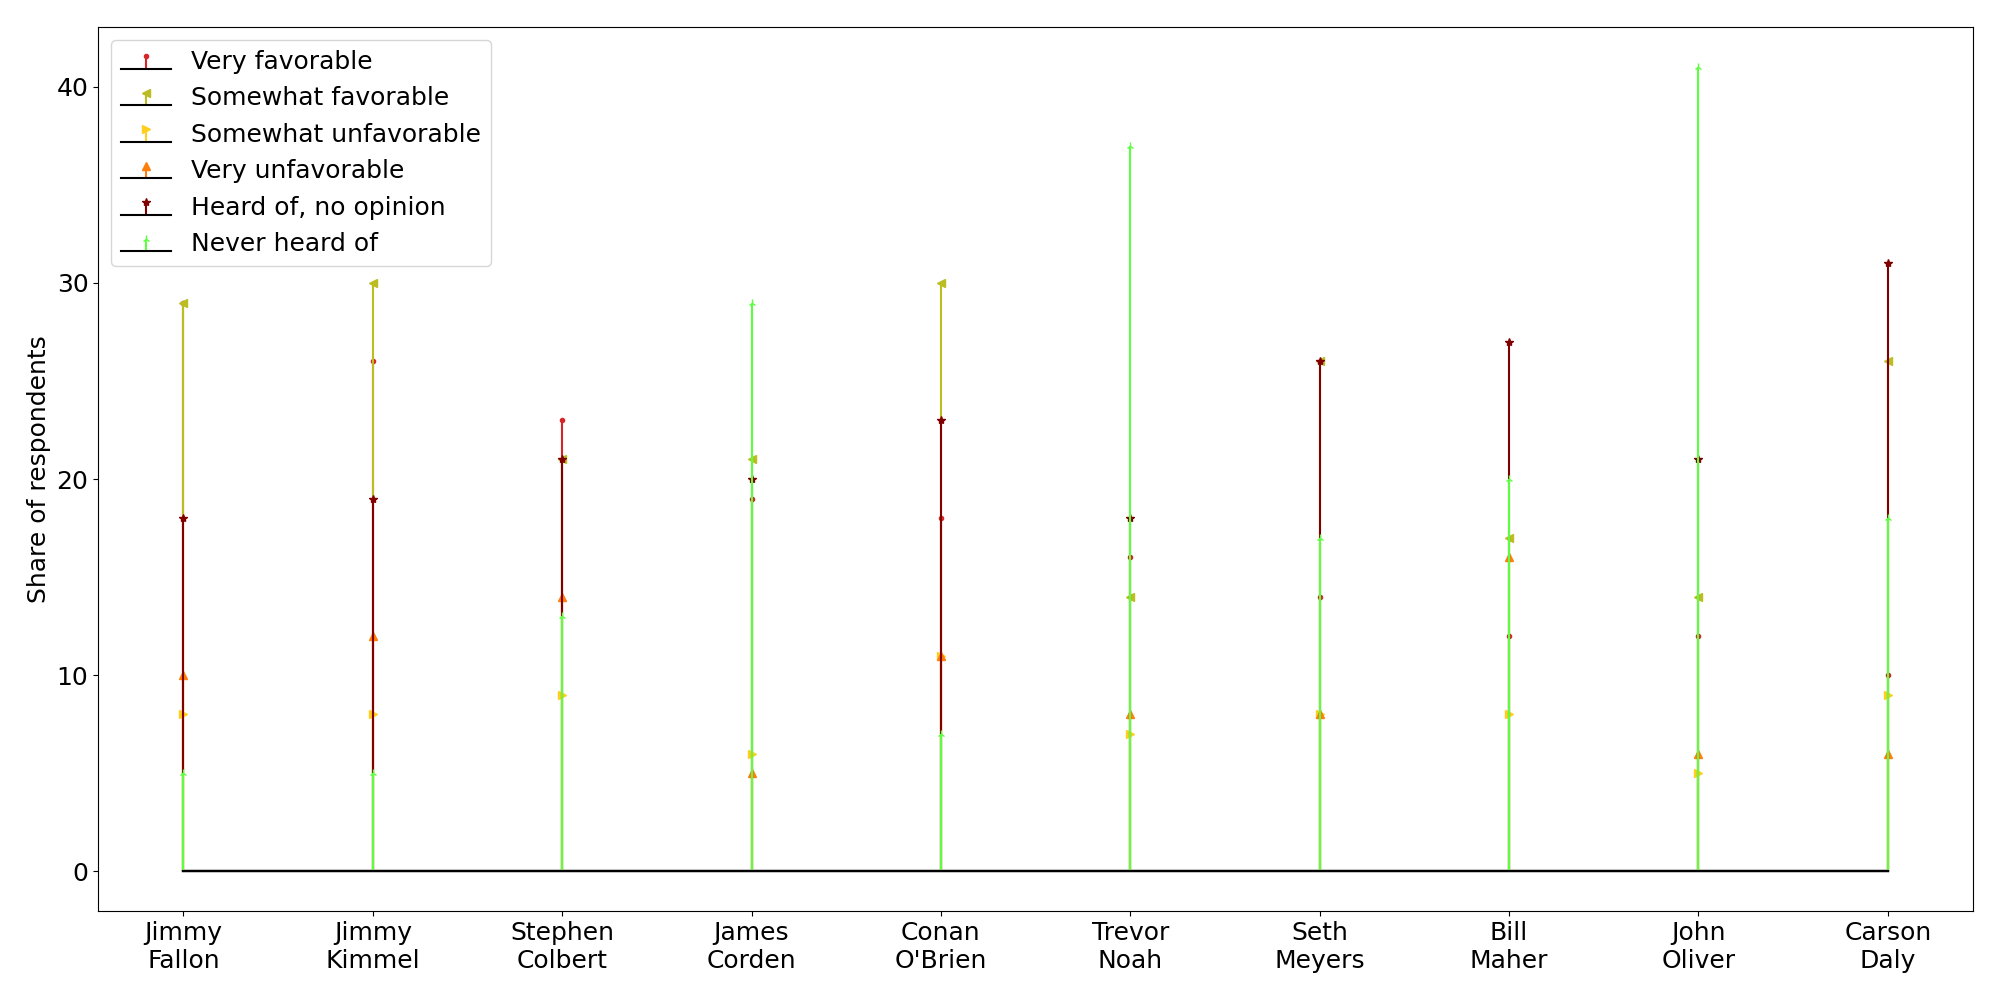 Very favorable
Somewhat favorable
Somewhat unfavorable
Very unfavorable
Heard of, no opinion
Never heard of
Share of respondents
40
30
20
10
0
Jimmy
Fallon
Jimmy
Kimmel
Stephen
Colbert
James
Corden
Conan
O'Brien
Trevor
Noah
Seth
Meyers
Bill
Maher
John
Oliver
Carson
Daly